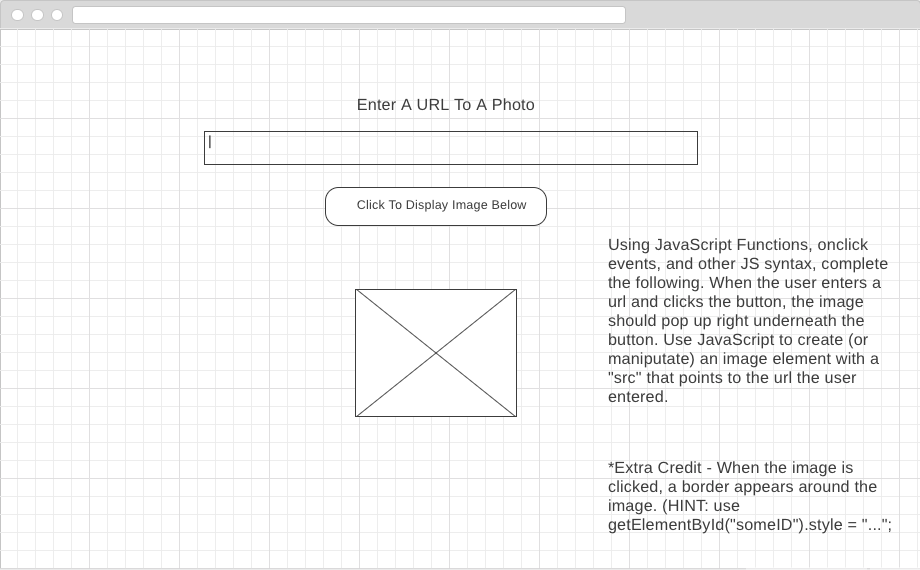 Enter A URL To A Photo
Click To Display Image Below
Using JavaScript Functions, onclick
events, and other JS syntax, complete
the following. When the user enters a
url and clicks the button, the image
should pop up right underneath the
button. Use JavaScript to create (or
maniputate) an image element with a
"src" that points to the url the user
entered.
*Extra Credit - When the image is
clicked, a border appears around the
image. (HINT: use
getElementById("someID").style = "...";